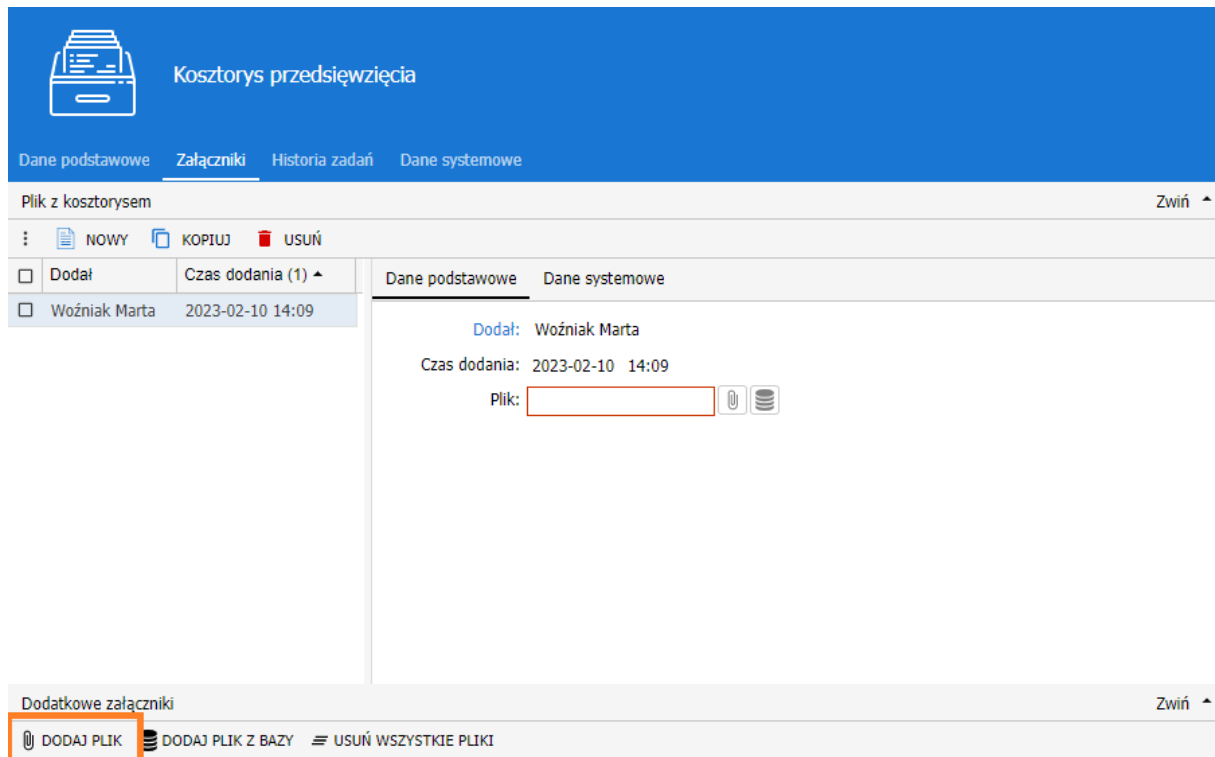 Kosztorys przedsięwzięcia
Dane podstawowe Załączniki Historia zadań Dane systemowe
Plik z kosztorysem Zwiń
NOWY KOPIUJ USUŃ
Dodał Czas dodania (1) Dane podstawowe Dane systemowe
Woźniak Marta 2023-02-10 14:09
Dodał: Woźniak Marta
Czas dodania: 2023-02-10 14:09
Plik:
Dodatkowe załączniki Zwiń
DODAJ PLIK DODAJ PLIK Z BAZY USUŃ WSZYSTKIE PLIKI